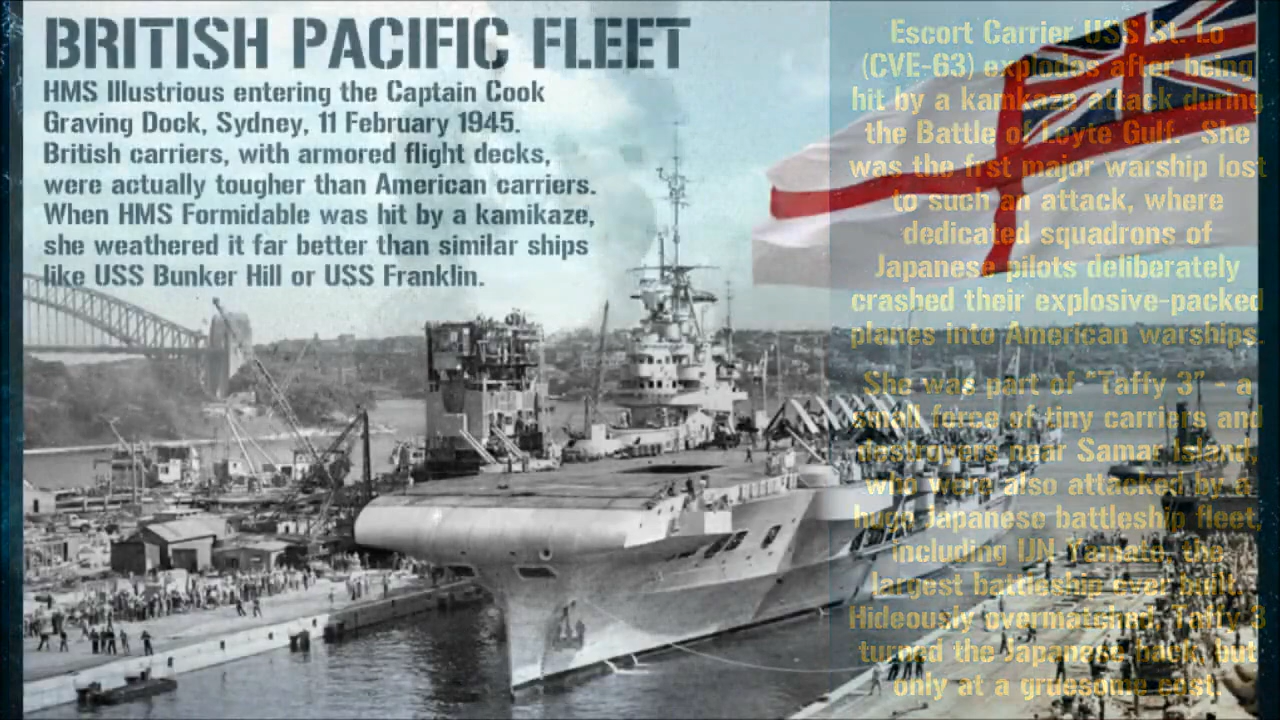 BRITISH PACIFIC FLEET
HMS Illustrious entering the Captain Cook
Graving Dock, Sydney, 11 February 1945.
British carriers, with armored flight decks,
were actually tougher than American carriers.
When HMS Formidable was hit by a kamikaze,
she weathered it far better than similar ships
like USS Bunker Hill or USS Franklin.
Escort Carrier USS St. Lo
(CVE-63) explodes after being
hit by a kamkaze attack during
the Battle of Leyte Gulf. She
was the first major warship lost
to such an attack, where
dedicated squadrons of
Japanese pilots deliberately
crashed their explosive-packed
planes into American warships.
She was part of "Taffy 3" - a
small force of tiny carriers and
destroyers near Samar Island,
who were also attacked by a
huge Japanese battleship fleet,
including IJN Yamato, the
largest battleship ever built.
Hideously overmatched, Taffy 3
turned the Japanese back, but
only at a gruesome cost.